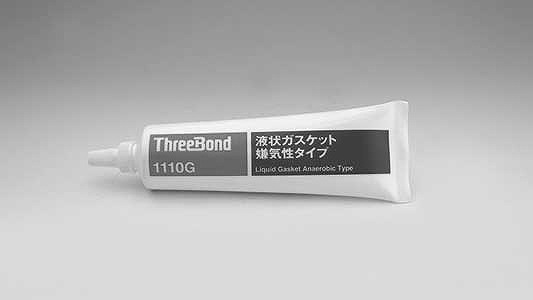 ThreeBond
1110G
液状ガスケット
嫌気性タイプ
Liquid Gasket Anaerobic Type